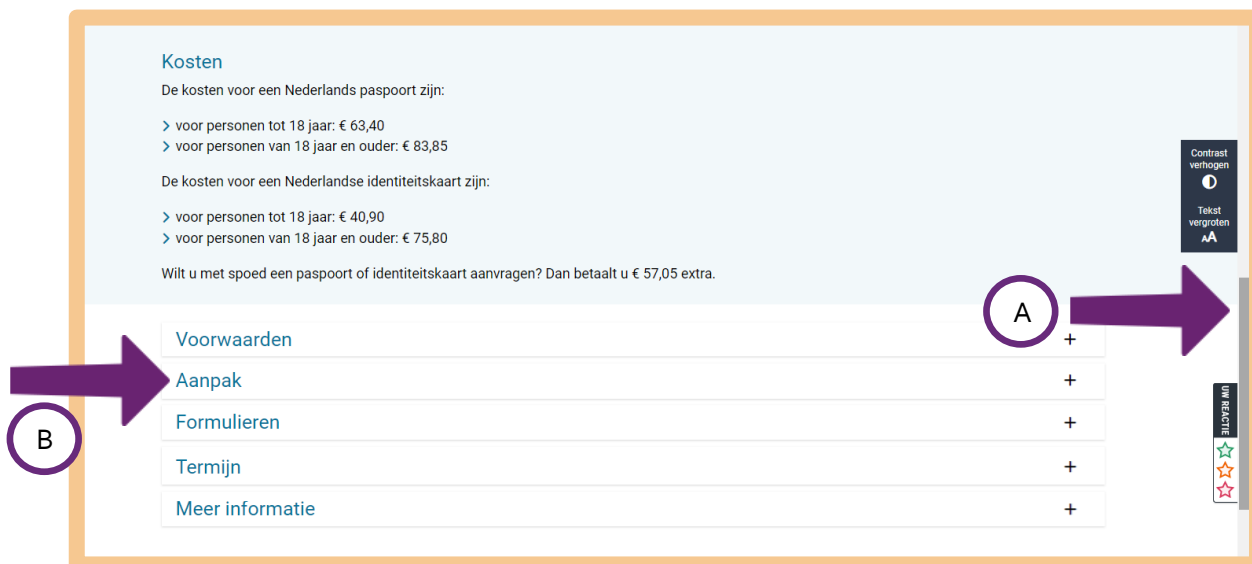 Kosten
De kosten voor een Nederlands paspoort zijn:
voor personen tot 18 jaar: € 63,40
voor personen van 18 jaar en ouder: € 83,85
De kosten voor een Nederlandse identiteitskaart zijn:
voor personen tot 18 jaar: € 40,90
voor personen van 18 jaar en ouder: € 75,80
Wilt u met spoed een paspoort of identiteitskaart aanvragen? Dan betaalt u € 57,05 extra.
Contrast
verhogen
Tekst
vergroten
AA
A
Voorwaarden +
Aanpak +
Formulieren +
Termijn +
Meer informatie +
B
UW REACTIE